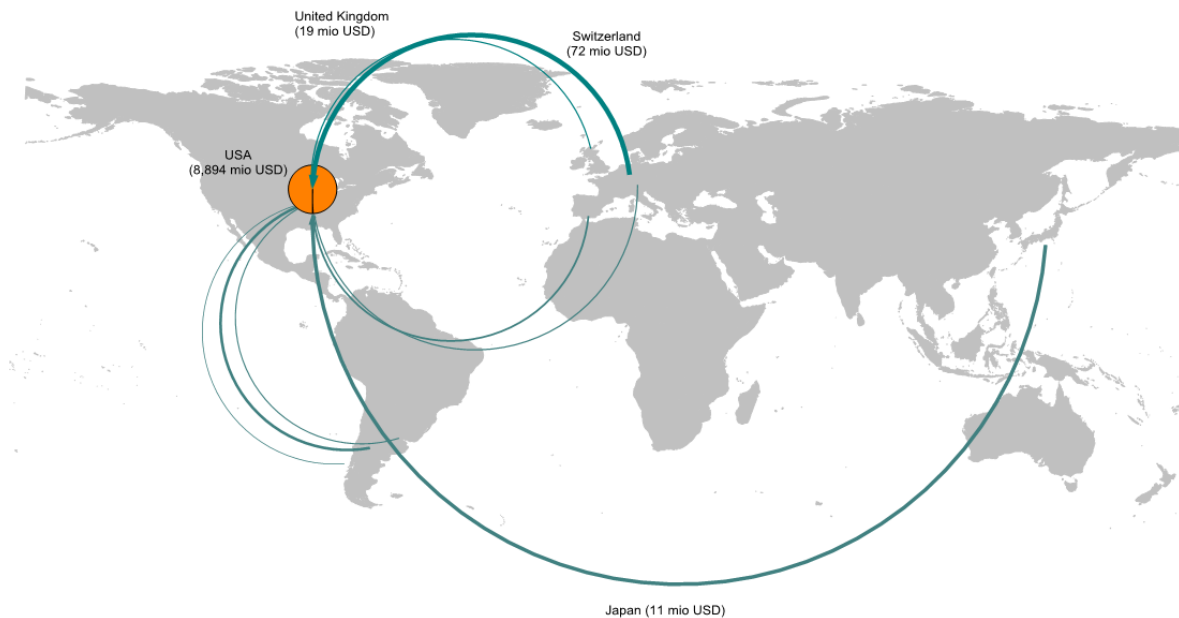 United Kingdom
(19 mio USD)
Switzerland
(72 mio USD)
USA
(8,894 mio USD)
Japan (11 mio USD)